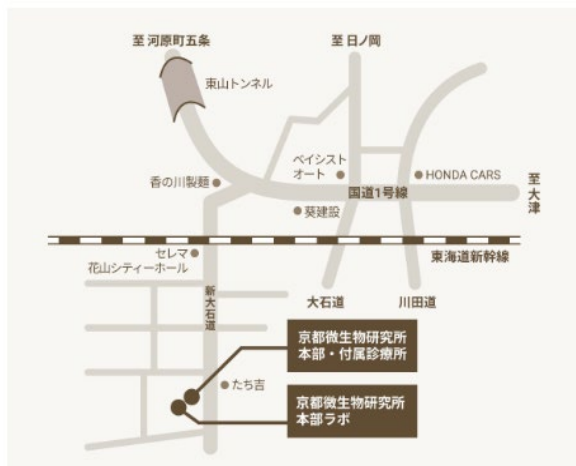 至 河原町五条
至 日ノ岡
東山トンネル
ベイシスト
オート
HONDA CARS
至大津
香の川製麺
国道1号線
葵建設
東海道新幹線
セレマ
花山シティーホール
新大石道
大石道
川田道
京都微生物研究所
本部・付属診療所
たち吉
京都微生物研究所
本部ラボ